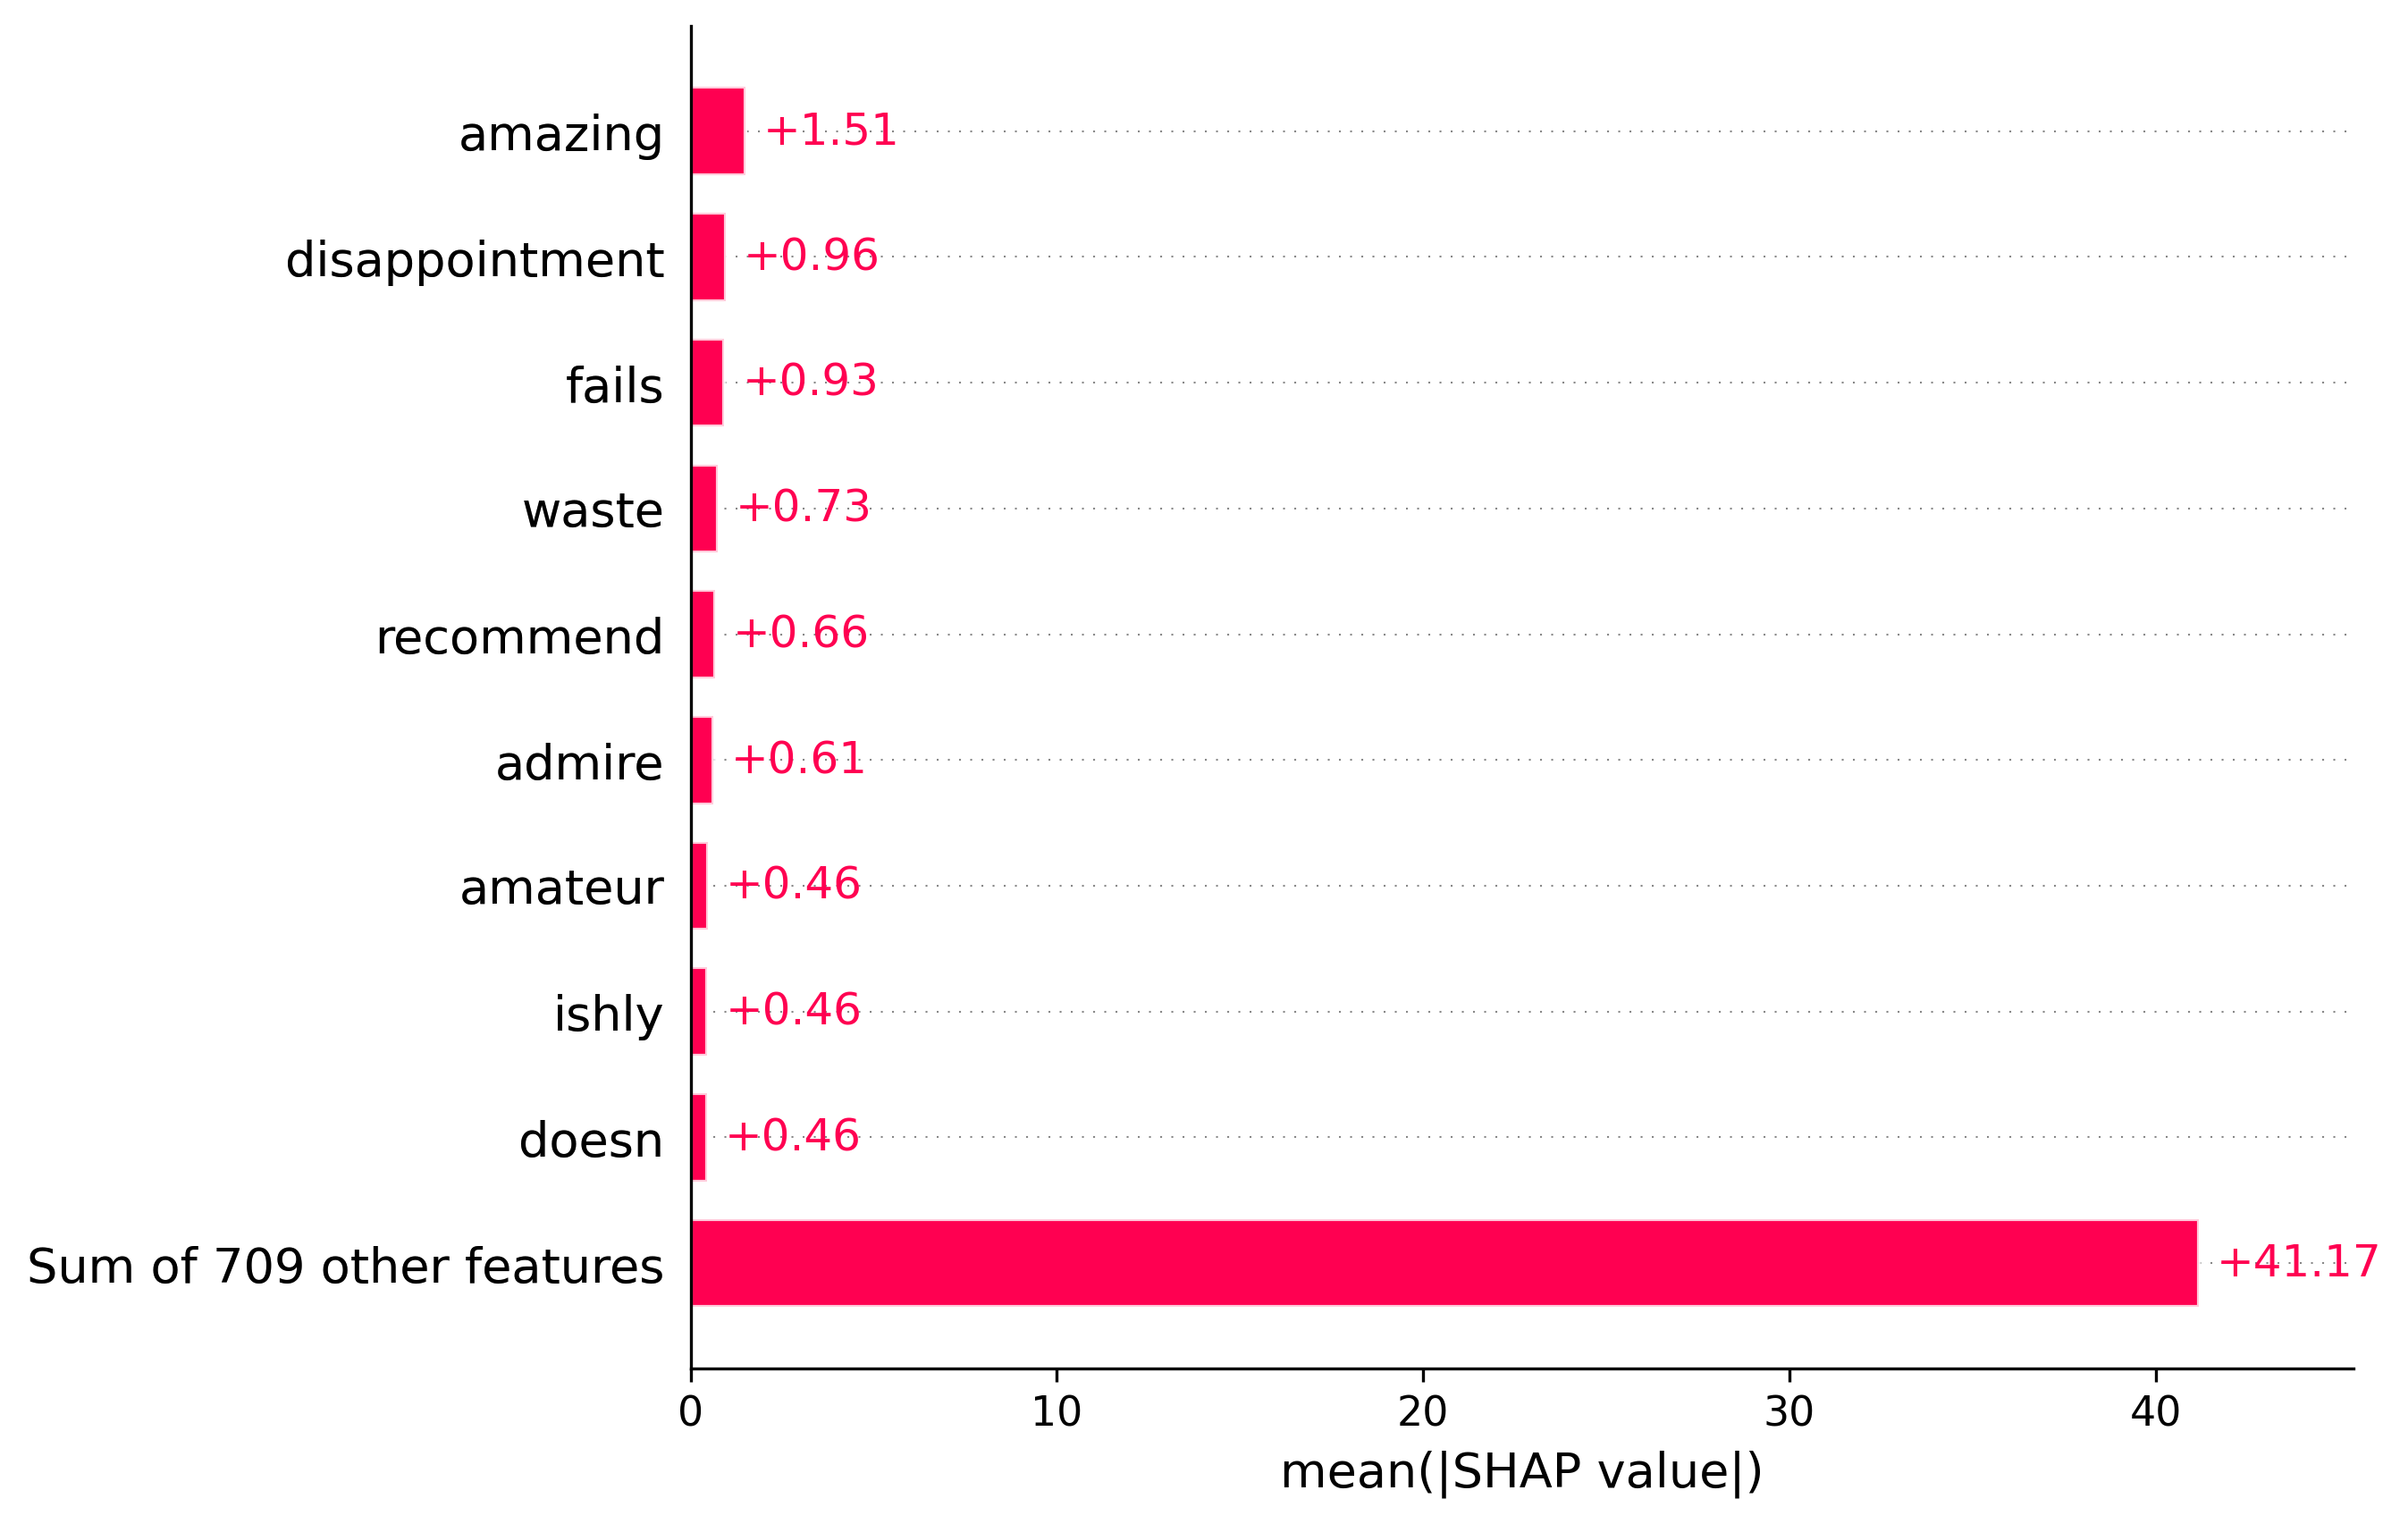 amazing +1.51
disappointment +0.96
fails +0.93
waste +0.73
recommend +0.66
admire +0.61
amateur +0.46
ishly +0.46
doesn +0.46
Sum of 709 other features +41.17
0 10 20 30 40
mean(|SHAP value|)